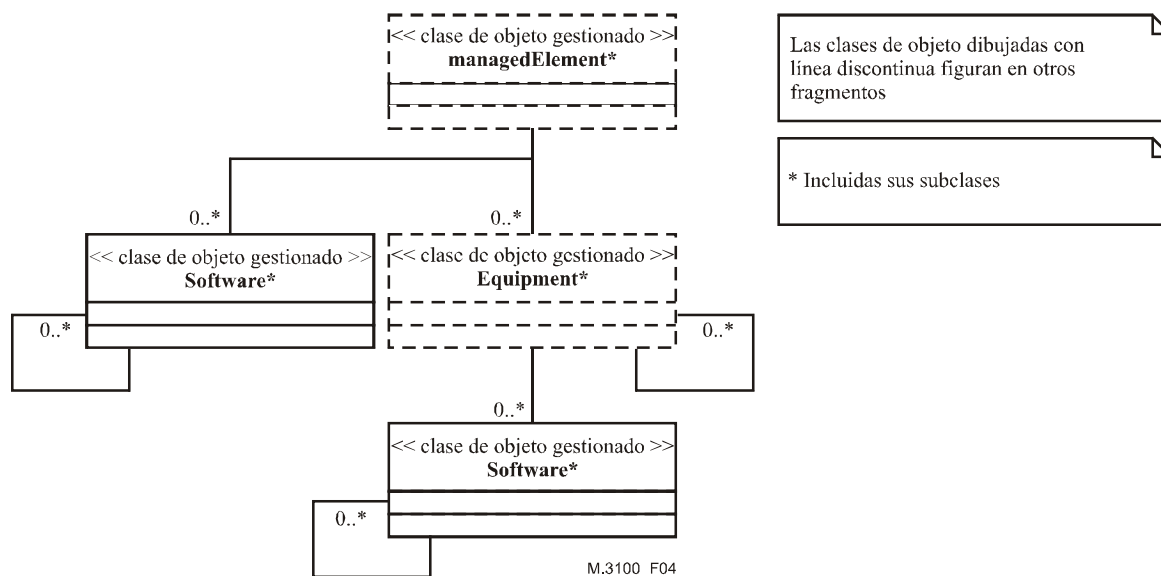 << clase de objeto gestionado >>
managedElement*
Las clases de objeto dibujadas con
línea discontinua figuran en otros
fragmentos
* Incluidas sus subclases
0..*
0..*
<< clase de objeto gestionado >>
Software*
<< clase de objeto gestionado >>
Equipment*
0..*
0..*
0..*
<< clase de objeto gestionado >>
Software*
0..*
M.3100_F04